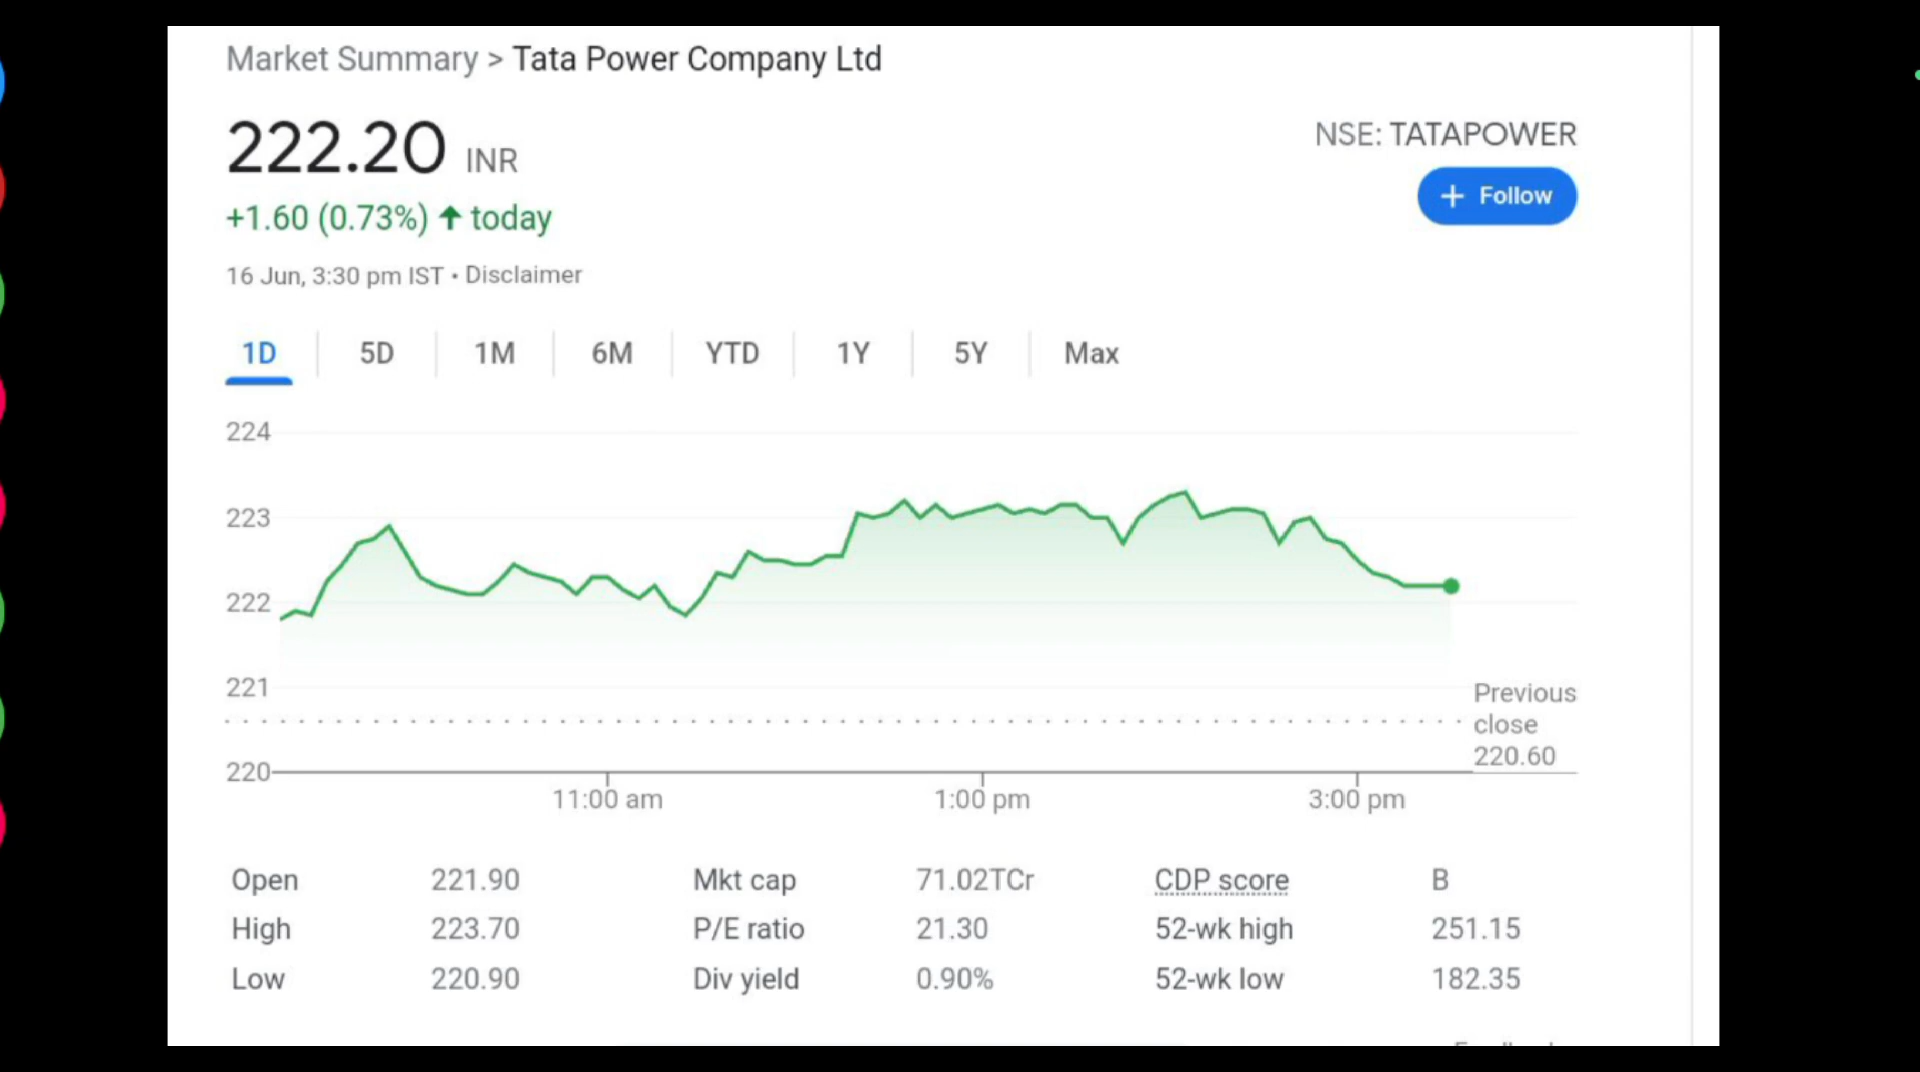 Market Summary > Tata Power Company Ltd
222.20 INR
NSE: TATAPOWER
+ Follow
+1.60 (0.73%) ↑ today
16 Jun, 3:30 pm IST • Disclaimer
1D 5D 1M 6M YTD 1Y 5Y Max
224
223
222
221
220
Previous
close
220.60
11:00 am 1:00 pm 3:00 pm
Open 221.90 Mkt cap 71.02TCr CDP score B
High 223.70 P/E ratio 21.30 52-wk high 251.15
Low 220.90 Div yield 0.90% 52-wk low 182.35